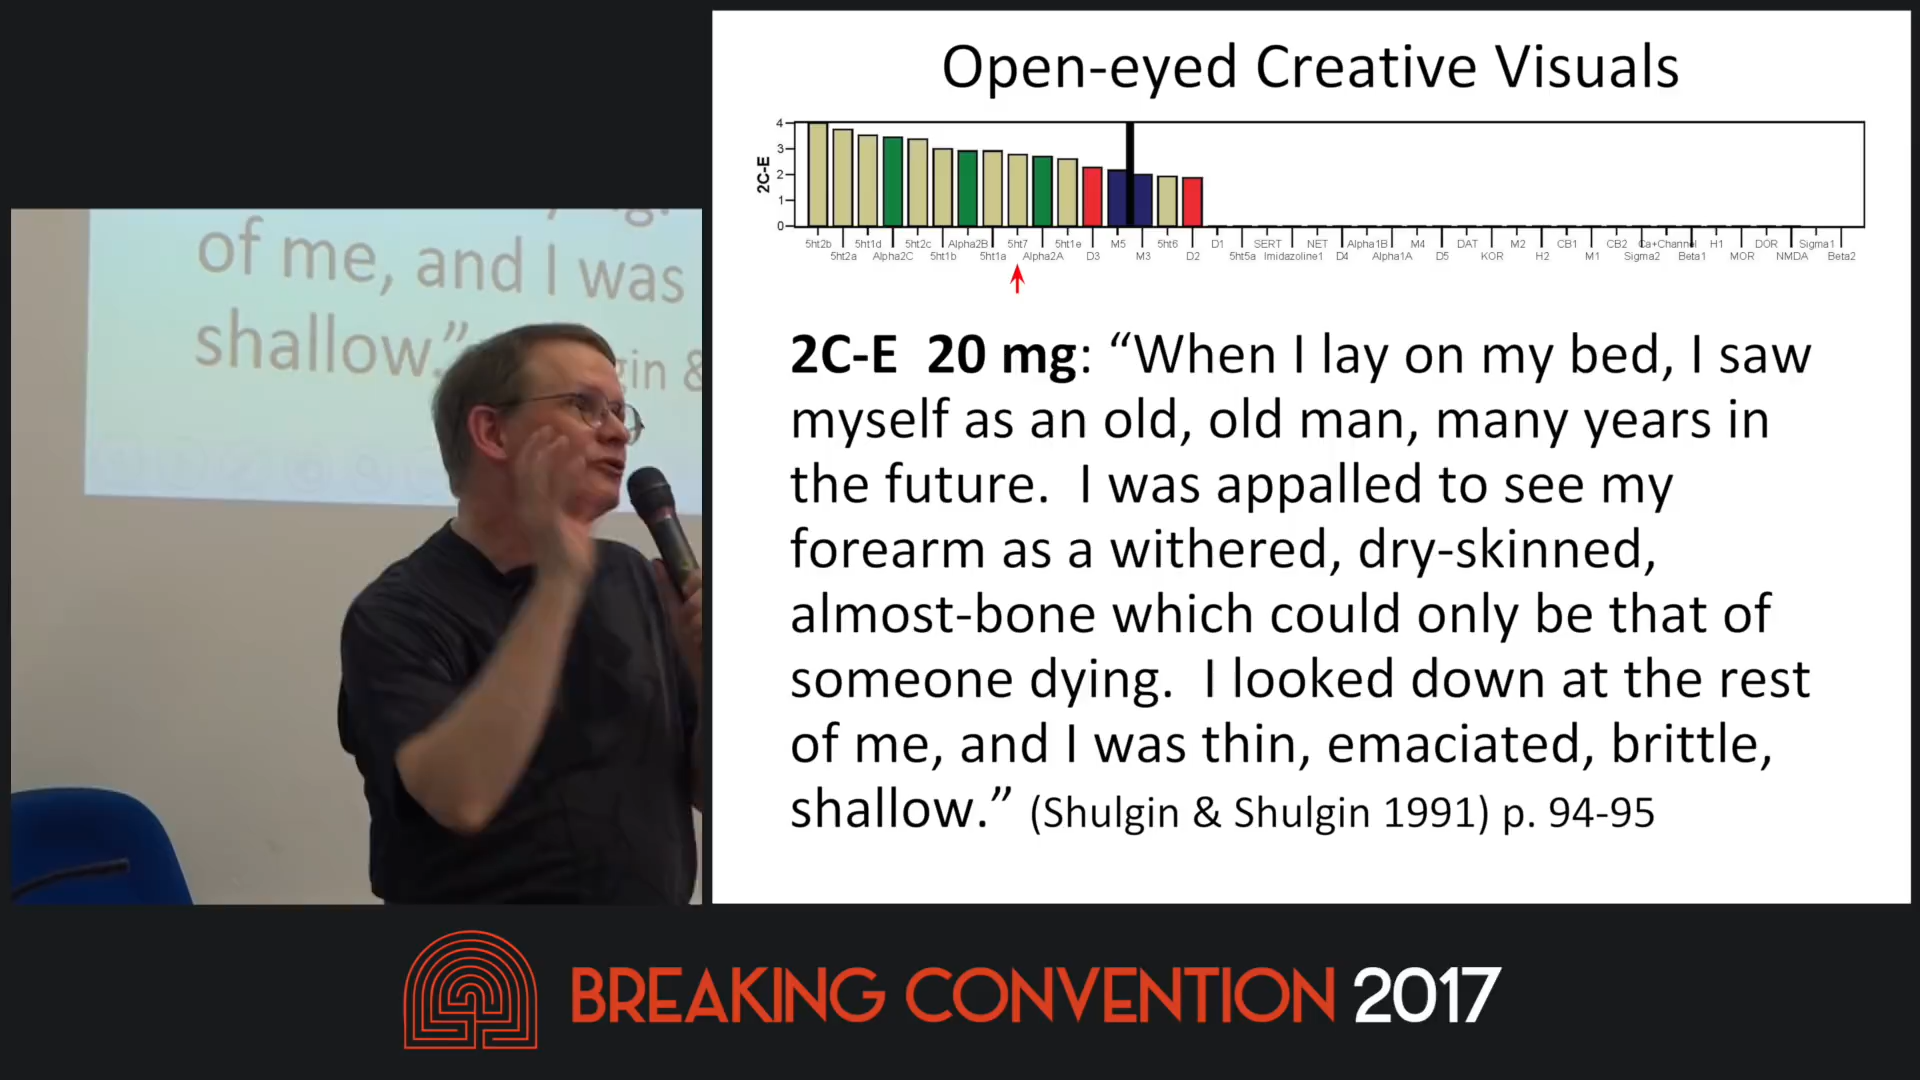 of me, and I was
shallow.”
gin &
Open-eyed Creative Visuals
2C-E
4
3
2
1
0
5ht2b 5ht1d 5ht2c Alpha2B 5ht7 5ht1e M5 5ht6 D1 SERT NET Alpha1B M4 DAT M2 CB1 CB2 Ca+Channel H1 DOR Sigma1
5ht2a Alpha2C 5ht1b 5ht1a Alpha2A D3 M3 D2 5ht5a Imidazoline1 D4 Alpha1A D5 KOR H2 M1 Sigma2 Beta1 MOR NMDA Beta2
2C-E 20 mg: “When I lay on my bed, I saw
myself as an old, old man, many years in
the future. I was appalled to see my
forearm as a withered, dry-skinned,
almost-bone which could only be that of
someone dying. I looked down at the rest
of me, and I was thin, emaciated, brittle,
shallow.” (Shulgin & Shulgin 1991) p. 94-95
BREAKING CONVENTION 2017